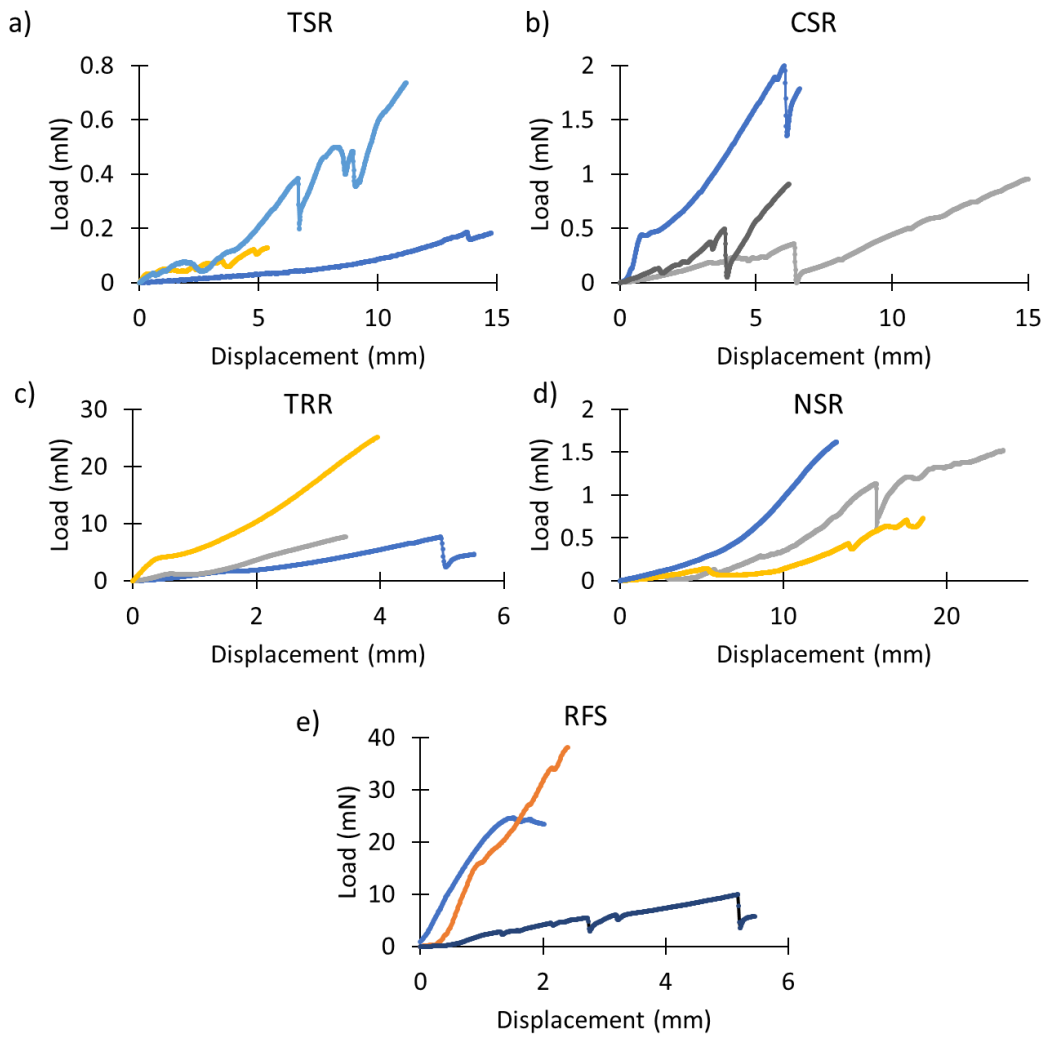 a)
TSR
0.8
0.6
0.4
0.2
0
Load (mN)
0
5
10
15
Displacement (mm)
b)
CSR
2
1.5
1
0.5
0
Load (mN)
0
5
10
15
Displacement (mm)
c)
TRR
30
20
10
0
Load (mN)
0
2
4
6
Displacement (mm)
d)
NSR
2
1.5
1
0.5
0
Load (mN)
0
10
20
Displacement (mm)
e)
RFS
40
30
20
10
0
Load (mN)
0
2
4
6
Displacement (mm)